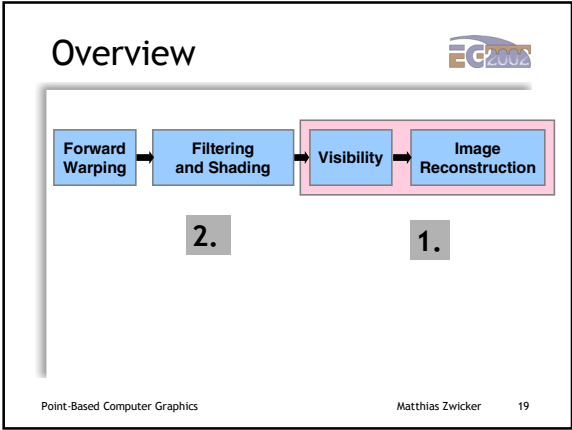 Overview
EG2002
Forward
Warping
Filtering
and Shading
Visibility
Image
Reconstruction
2.
1.
Point-Based Computer Graphics
Matthias Zwicker
19